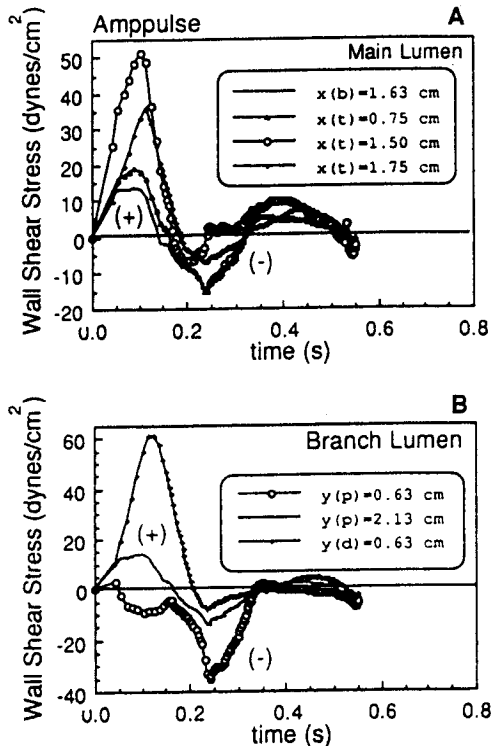 Amppulse
A
Wall Shear Stress (dynes/cm²)
50
40
30
20
10
0
-10
-20
Main Lumen
x(b)=1.63 cm
x(t)=0.75 cm
x(t)=1.50 cm
x(t)=1.75 cm
(+)
(-)
0.0
0.2
0.4
0.6
0.8
time (s)
B
Wall Shear Stress (dynes/cm²)
60
40
20
0
-20
-40
Branch Lumen
y(p)=0.63 cm
y(p)=2.13 cm
y(d)=0.63 cm
(+)
(-)
0.0
0.2
0.4
0.6
0.8
time (s)